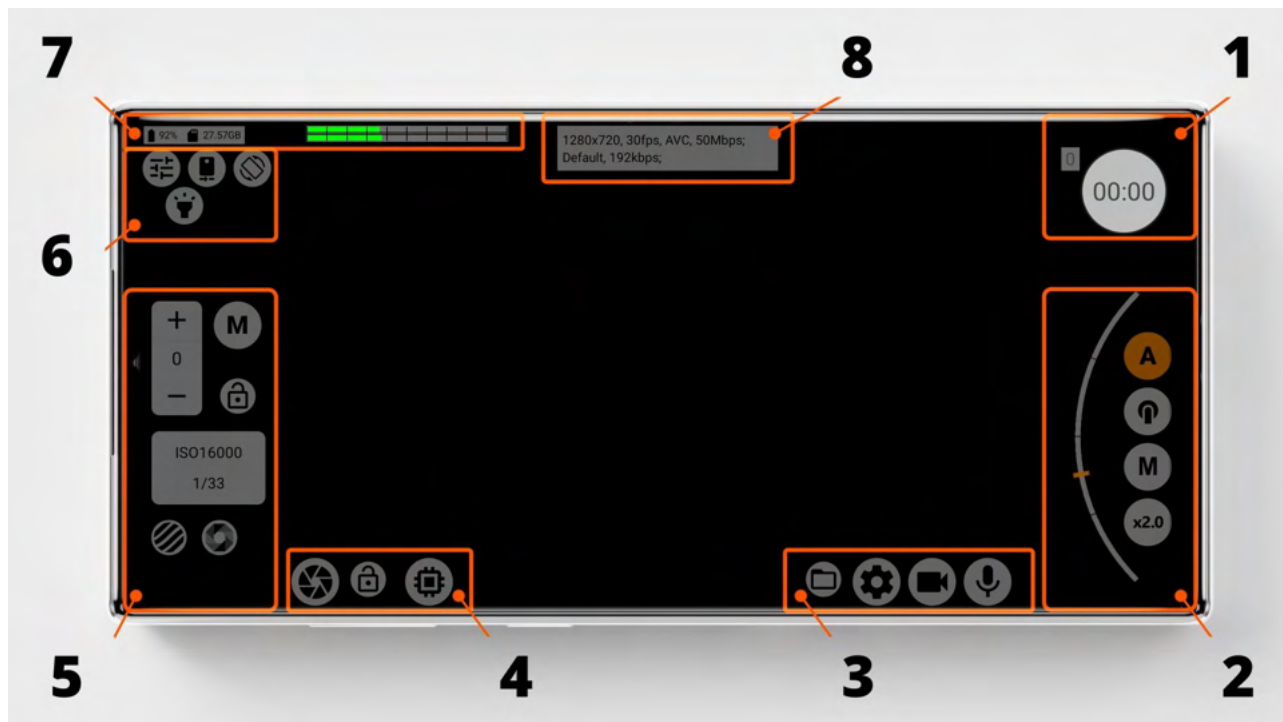 7
8
1
92% 27.57GB
1280x720, 30fps, AVC, 50Mbps;
Default, 192kbps;
0
00:00
6
+
M
0
−
ISO16000
1/33
A
M
x2.0
5
4
3
2